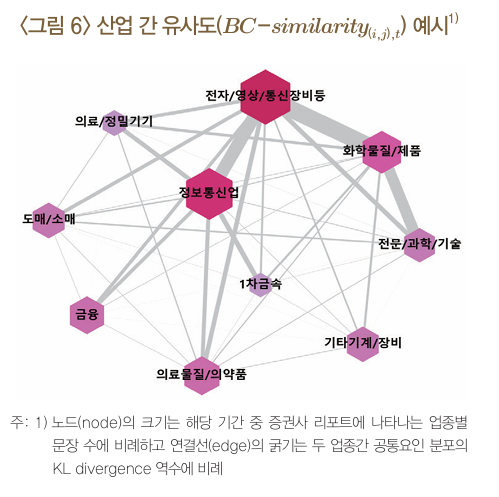 <그림 6> 산업 간 유사도(BC-similarity(i,j),t) 예시1)
전자/영상/통신장비등
의료/정밀기기
화학물질/제품
정보통신업
도매/소매
전문/과학/기술
1차금속
금융
기타기계/장비
의료물질/의약품
주: 1) 노드(node)의 크기는 해당 기간 중 증권사 리포트에 나타나는 업종별
문장 수에 비례하고 연결선(edge)의 굵기는 두 업종간 공통요인 분포의
KL divergence 역수에 비례